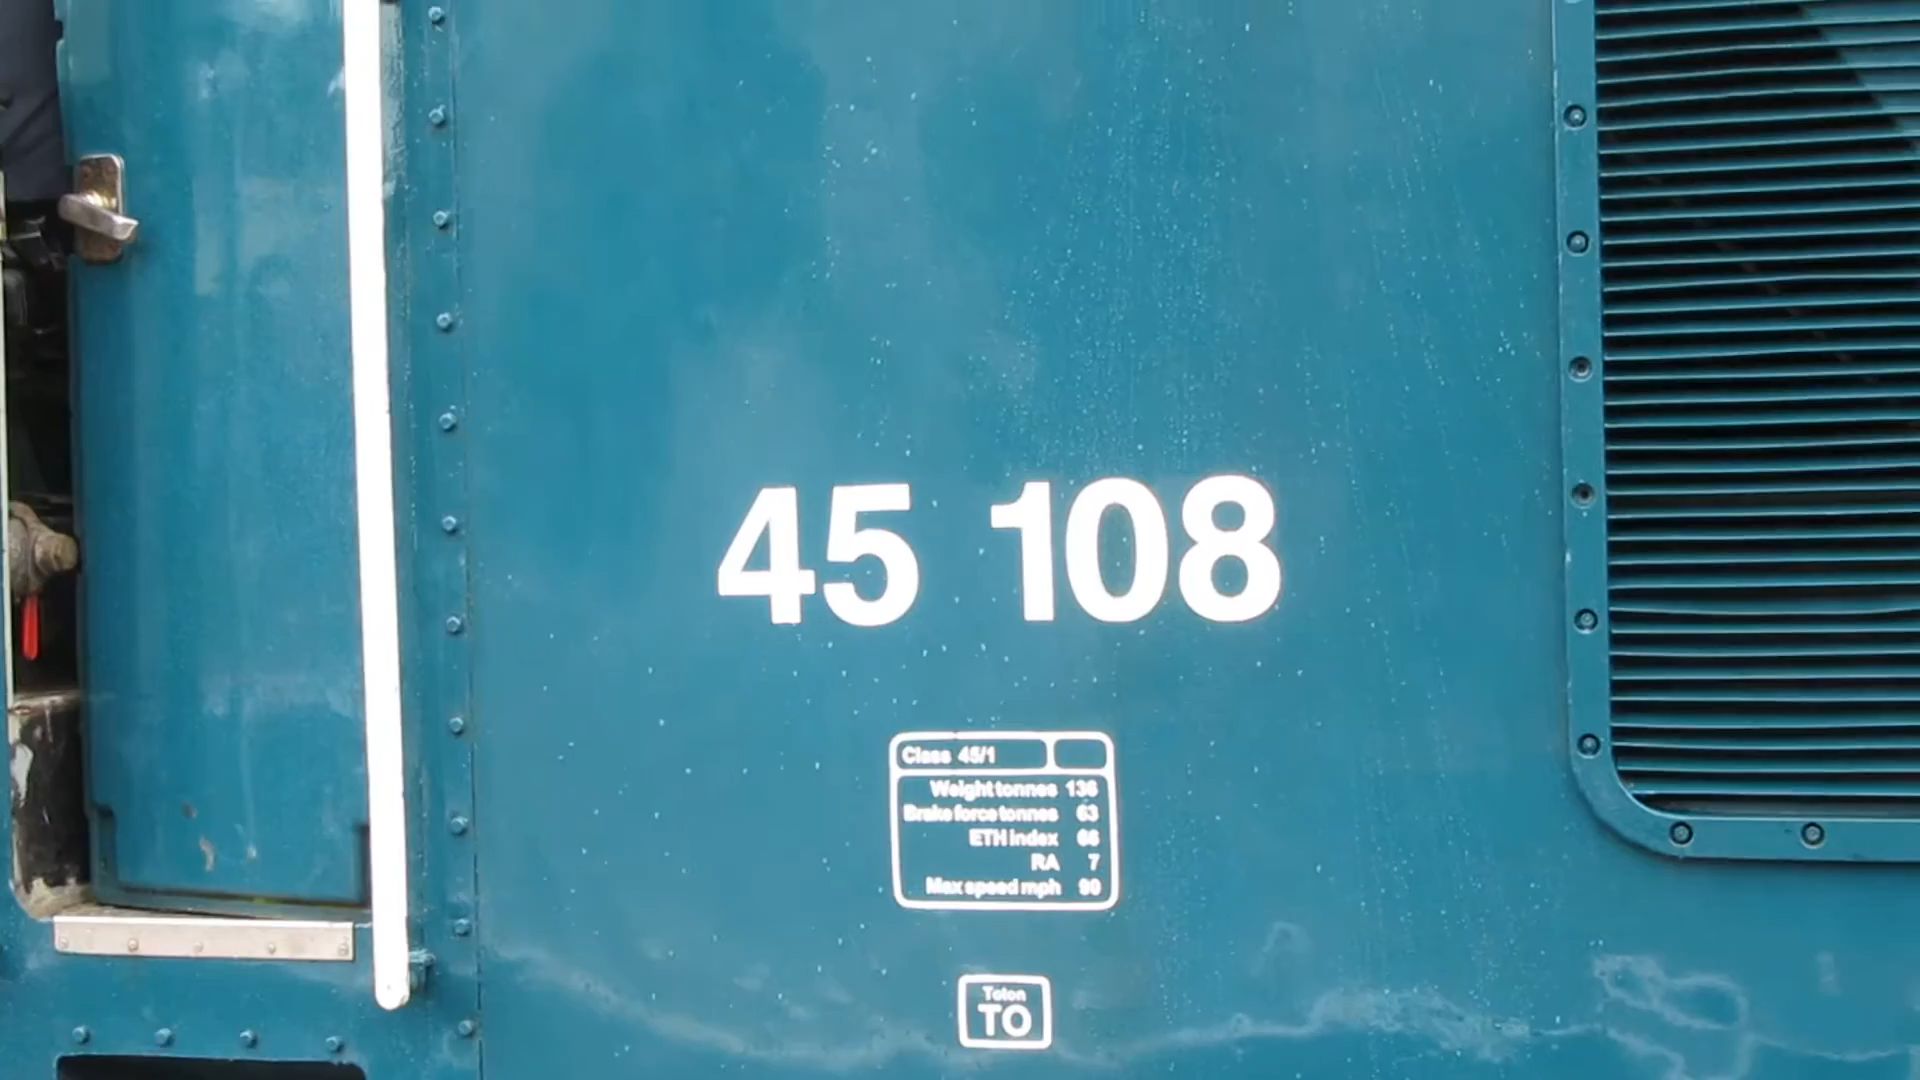 45 108
Class 45/1
Weight tonnes 136
Brake force tonnes 63
ETH index 66
RA 7
Max speed mph 90
Toton
TO